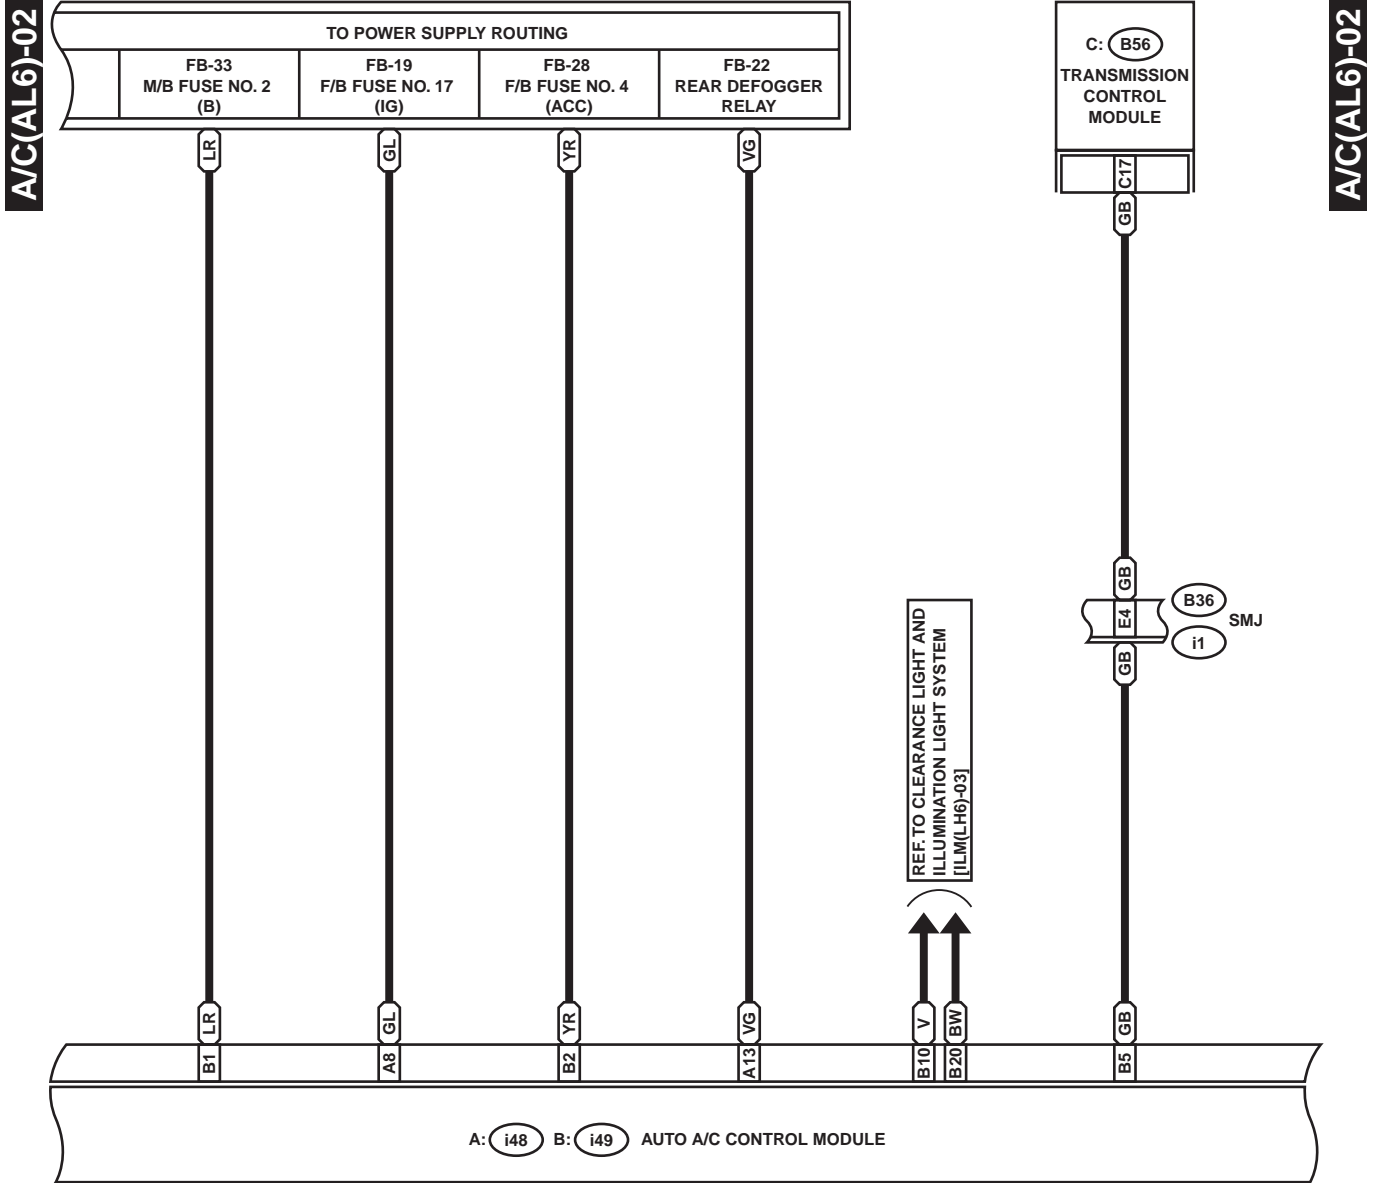 A/C(AL6)-02
A/C(AL6)-02
TO POWER SUPPLY ROUTING
FB-33
M/B FUSE NO. 2
(B)
FB-19
F/B FUSE NO. 17
(IG)
FB-28
F/B FUSE NO. 4
(ACC)
FB-22
REAR DEFOGGER
RELAY
C: B56
TRANSMISSION
CONTROL
MODULE
LR
GL
YR
VG
C17
GB
GB
E4
GB
B36
SMJ
i1
REF. TO CLEARANCE LIGHT AND
ILLUMINATION LIGHT SYSTEM
[ILM(LH6)-03]
LR
GL
YR
VG
V
BW
GB
B1
A8
B2
A13
B10
B20
B5
A: i48 B: i49 AUTO A/C CONTROL MODULE